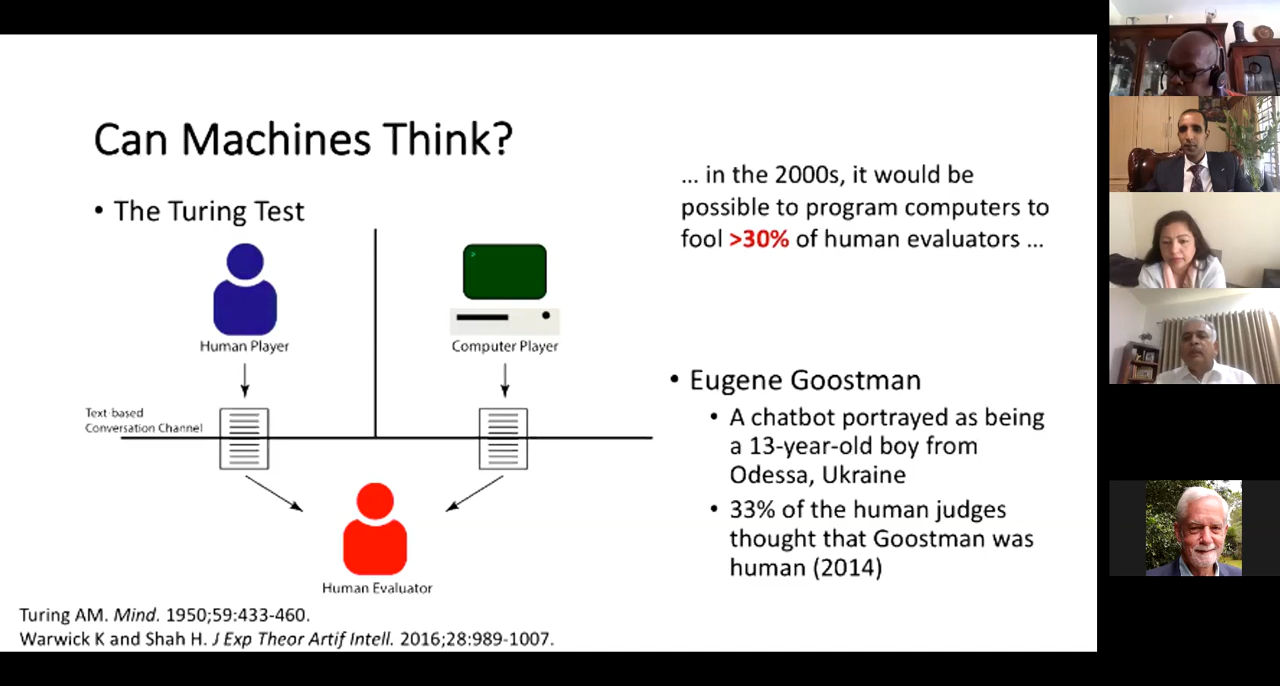 Can Machines Think?
• The Turing Test
Human Player
Computer Player
Text-based
Conversation Channel
Human Evaluator
... in the 2000s, it would be
possible to program computers to
fool >30% of human evaluators ...
• Eugene Goostman
• A chatbot portrayed as being
a 13-year-old boy from
Odessa, Ukraine
• 33% of the human judges
thought that Goostman was
human (2014)
Turing AM. Mind. 1950;59:433-460.
Warwick K and Shah H. J Exp Theor Artif Intell. 2016;28:989-1007.